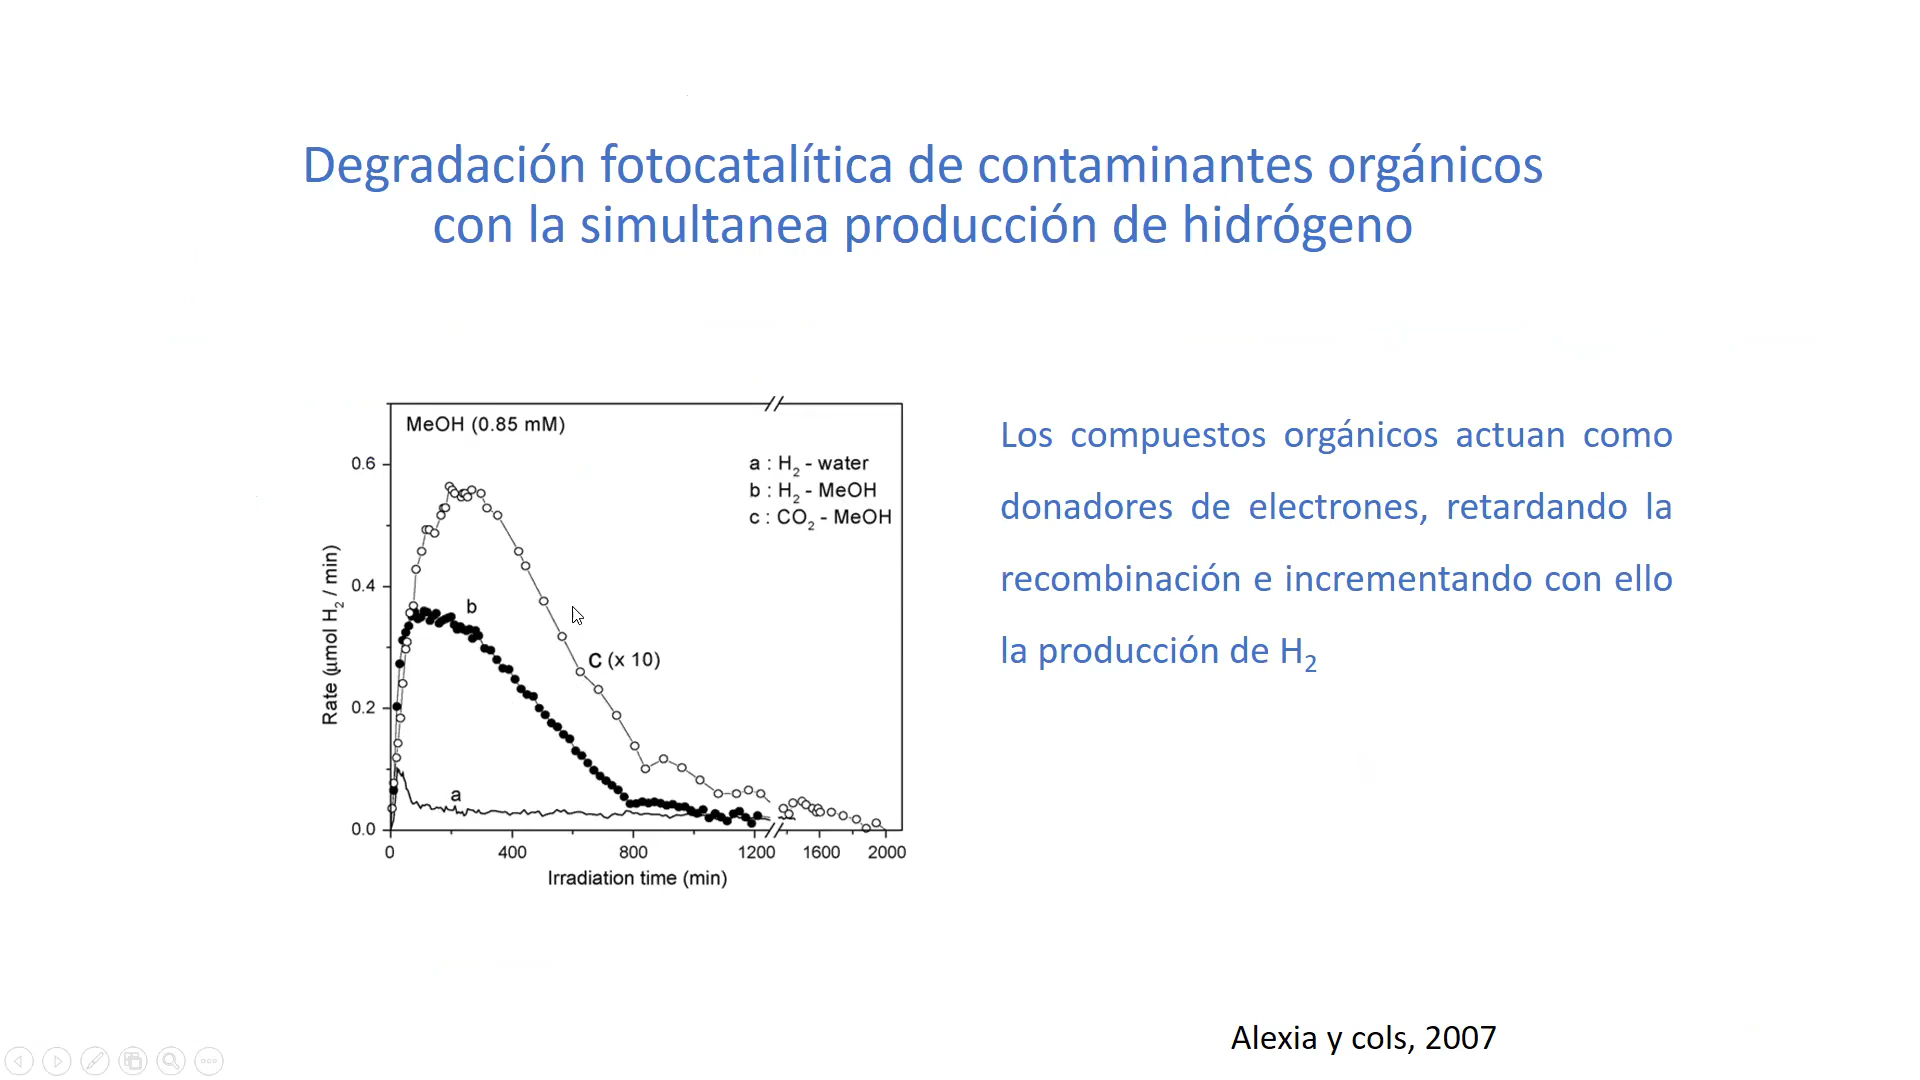 Degradación fotocatalítica de contaminantes orgánicos
con la simultanea producción de hidrógeno
MeOH (0.85 mM)
a : H₂ - water
b : H₂ - MeOH
c : CO₂ - MeOH
Rate (μmol H₂ / min)
0.6
0.4
0.2
0.0
b
C (x 10)
a
0 400 800 1200 1600 2000
Irradiation time (min)
Los compuestos orgánicos actuan como
donadores de electrones, retardando la
recombinación e incrementando con ello
la producción de H₂
Alexia y cols, 2007